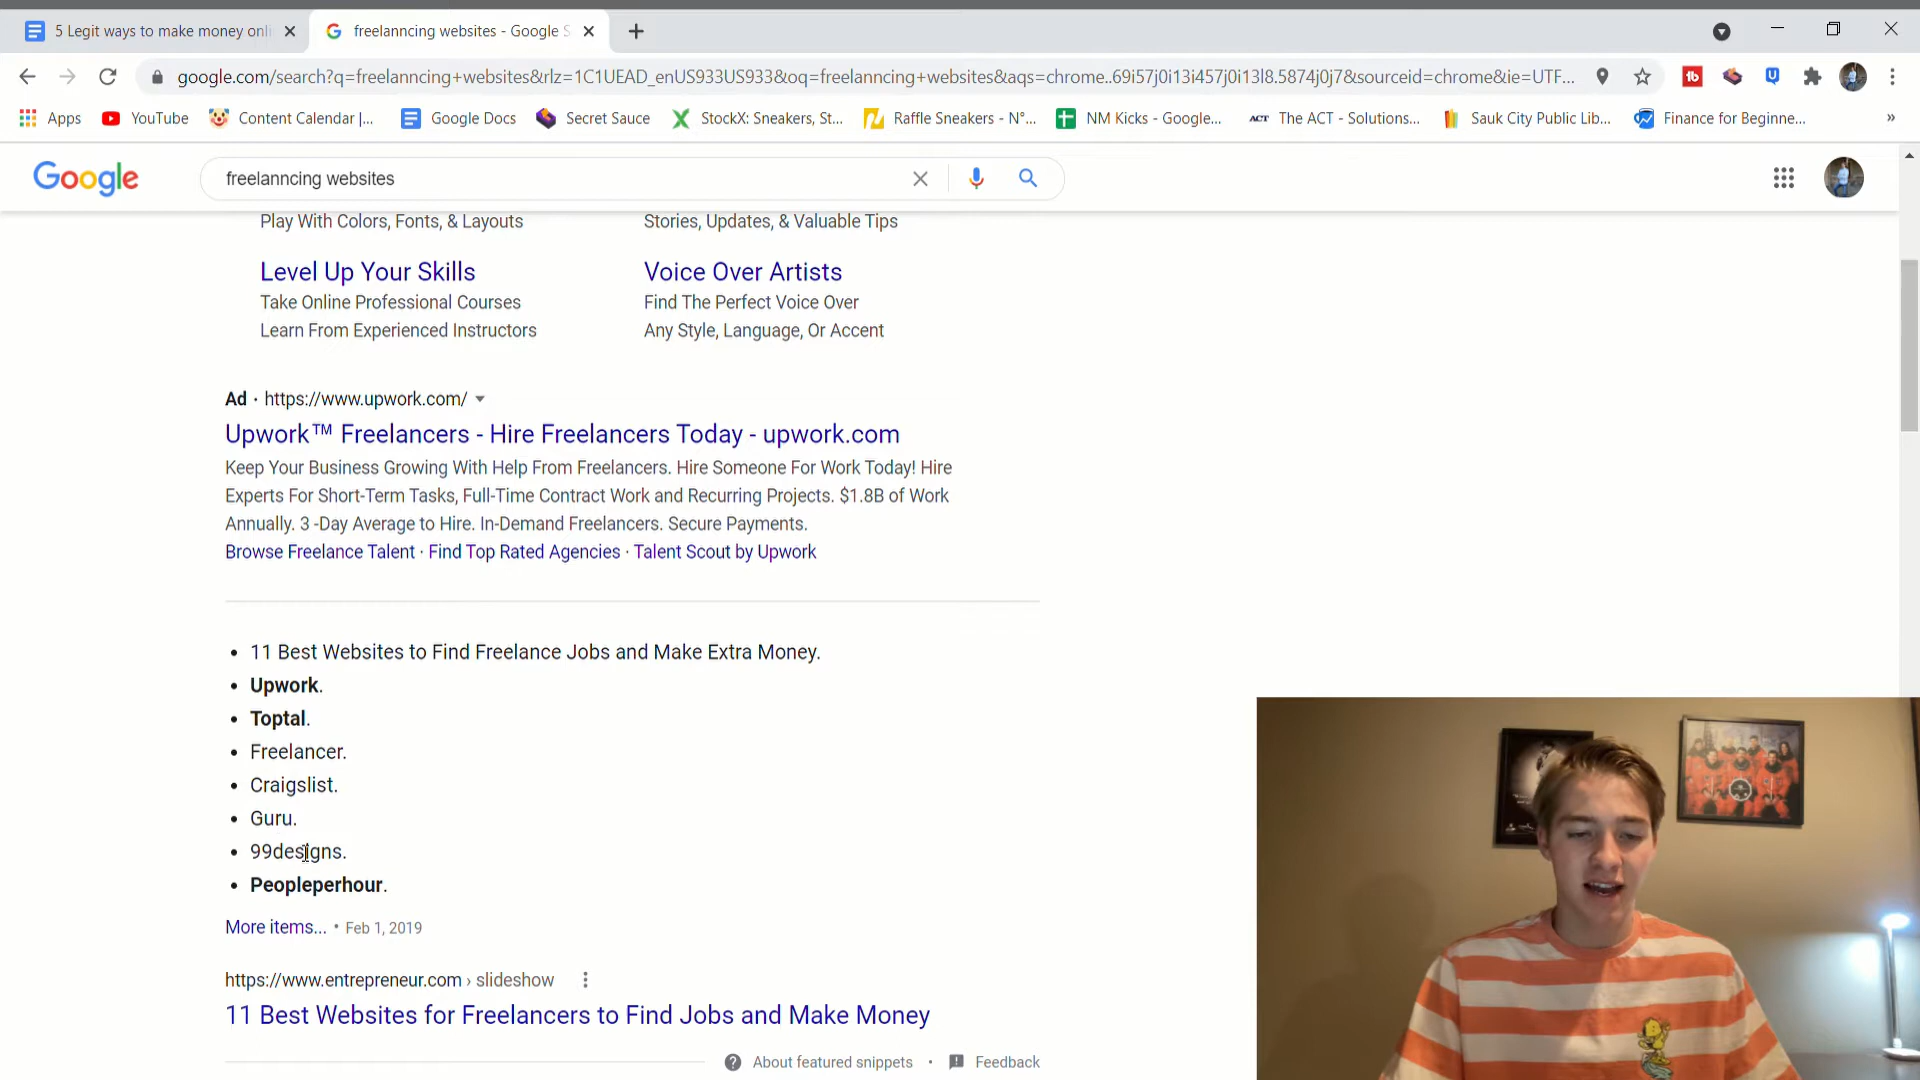 5 Legit ways to make money onli
freelanncing websites - Google S
google.com/search?q=freelanncing+websites&rlz=1C1UEAD_enUS933US933&oq=freelanncing+websites&aqs=chrome..69i57j0i13i457j0i13l8.5874j0j7&sourceid=chrome&ie=UTF...
Apps
YouTube
Content Calendar |...
Google Docs
Secret Sauce
StockX: Sneakers, St...
Raffle Sneakers - N°...
NM Kicks - Google...
ACT The ACT - Solutions...
Sauk City Public Lib...
Finance for Beginne...
»
Google
freelanncing websites
Play With Colors, Fonts, & Layouts
Stories, Updates, & Valuable Tips
Level Up Your Skills
Voice Over Artists
Take Online Professional Courses
Find The Perfect Voice Over
Learn From Experienced Instructors
Any Style, Language, Or Accent
Ad · https://www.upwork.com/
Upwork™ Freelancers - Hire Freelancers Today - upwork.com
Keep Your Business Growing With Help From Freelancers. Hire Someone For Work Today! Hire
Experts For Short-Term Tasks, Full-Time Contract Work and Recurring Projects. $1.8B of Work
Annually. 3 -Day Average to Hire. In-Demand Freelancers. Secure Payments.
Browse Freelance Talent · Find Top Rated Agencies · Talent Scout by Upwork
• 11 Best Websites to Find Freelance Jobs and Make Extra Money.
• Upwork.
• Toptal.
• Freelancer.
• Craigslist.
• Guru.
• 99designs.
• Peopleperhour.
More items... • Feb 1, 2019
https://www.entrepreneur.com › slideshow
11 Best Websites for Freelancers to Find Jobs and Make Money
About featured snippets • Feedback